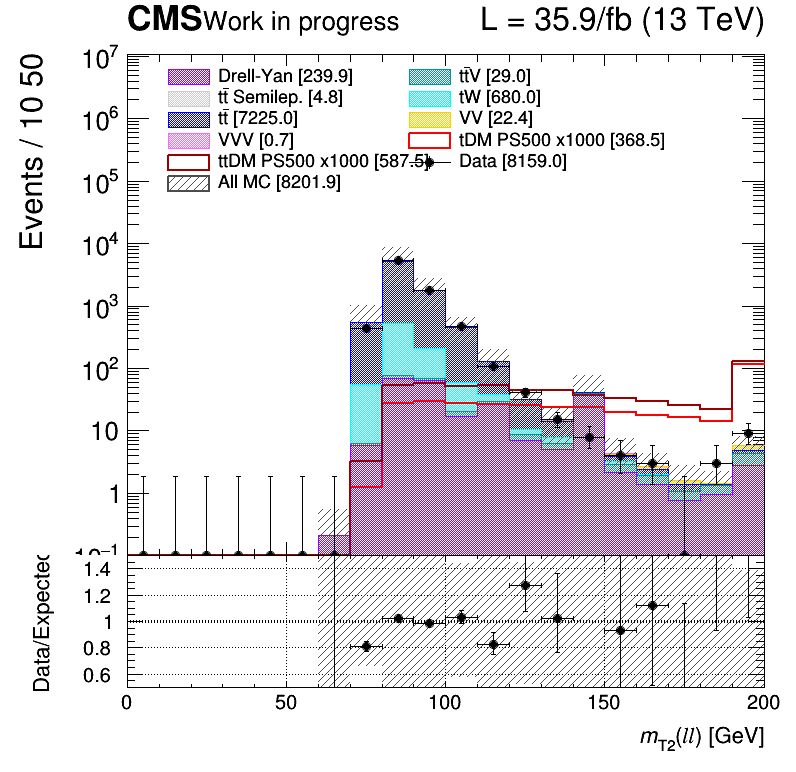 CMS Work in progress L = 35.9/fb (13 TeV)
Events / 10 50
10⁷
10⁶
10⁵
10⁴
10³
10²
10
1
10⁻¹
Drell-Yan [239.9]
tt̄V [29.0]
tt̄ Semilep. [4.8]
tW [680.0]
tt̄ [7225.0]
VV [22.4]
VVV [0.7]
tDM PS500 x1000 [368.5]
ttDM PS500 x1000 [587.5]
Data [8159.0]
All MC [8201.9]
Data/Expected
1.4
1.2
1
0.8
0.6
0 50 100 150 200
m_T2(ll) [GeV]